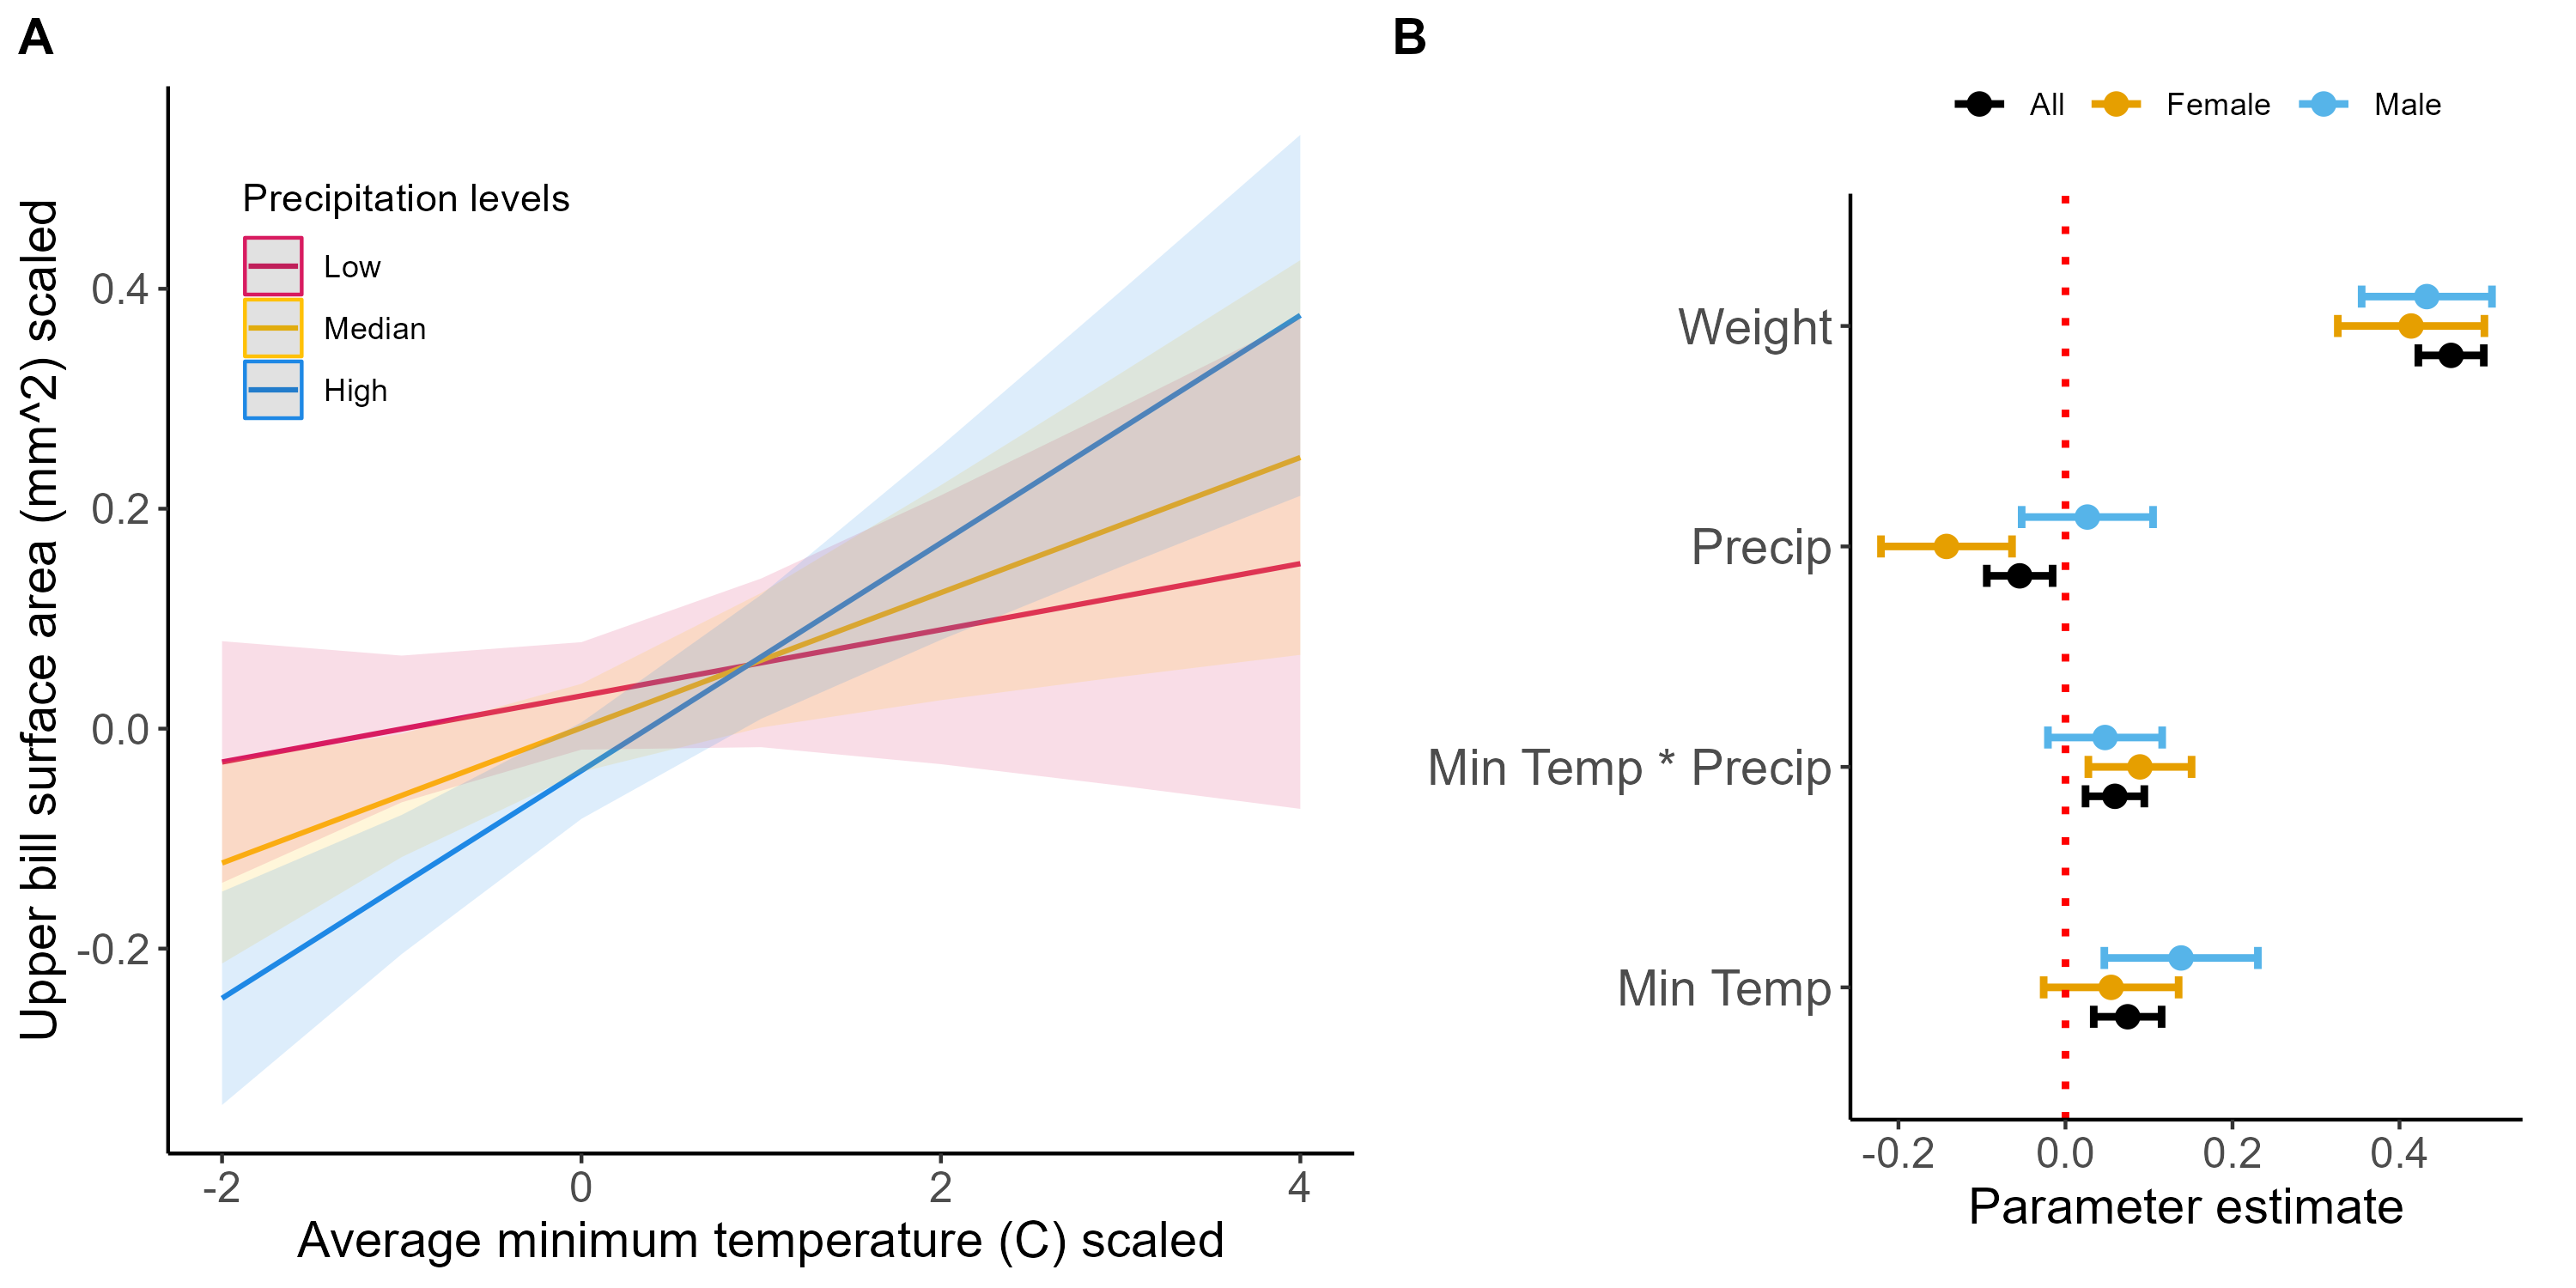 A
Upper bill surface area (mm^2) scaled
0.4
0.2
0.0
-0.2
Precipitation levels
Low
Median
High
-2 0 2 4
Average minimum temperature (C) scaled
B
All Female Male
Weight
Precip
Min Temp * Precip
Min Temp
-0.2 0.0 0.2 0.4
Parameter estimate